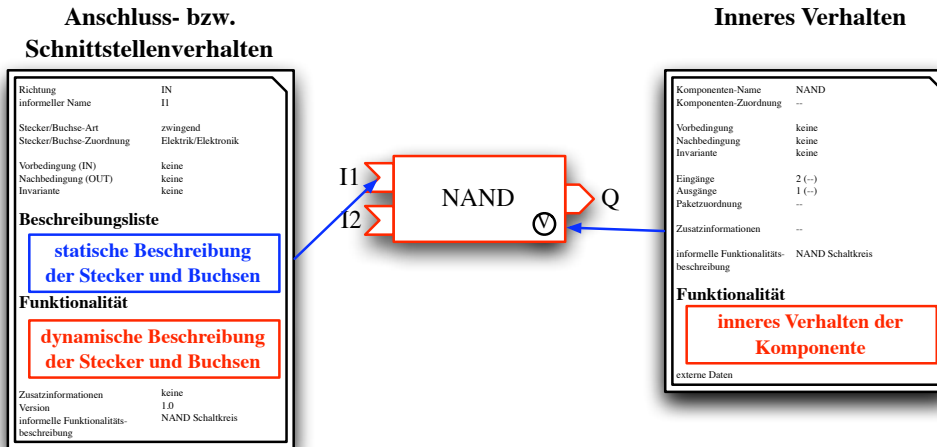 Anschluss- bzw.
Schnittstellenverhalten
Richtung IN
informeller Name I1
Stecker/Buchse-Art zwingend
Stecker/Buchse-Zuordnung Elektrik/Elektronik
Vorbedingung (IN) keine
Nachbedingung (OUT) keine
Invariante keine
Beschreibungsliste
statische Beschreibung
der Stecker und Buchsen
Funktionalität
dynamische Beschreibung
der Stecker und Buchsen
Zusatzinformationen keine
Version 1.0
informelle Funktionalitäts- NAND Schaltkreis
beschreibung
I1
I2
NAND
V
Q
Inneres Verhalten
Komponenten-Name NAND
Komponenten-Zuordnung --
Vorbedingung keine
Nachbedingung keine
Invariante keine
Eingänge 2 (--)
Ausgänge 1 (--)
Paketzuordnung --
Zusatzinformationen --
informelle Funktionalitäts- NAND Schaltkreis
beschreibung
Funktionalität
inneres Verhalten der
Komponente
externe Daten